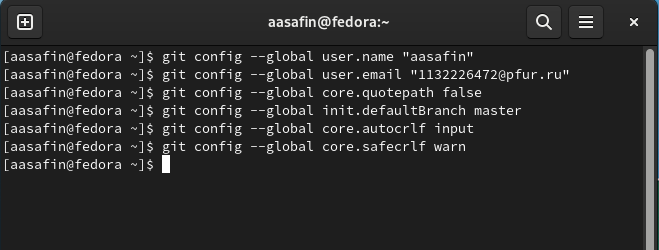 aasafin@fedora:~
[aasafin@fedora ~]$ git config --global user.name "aasafin"
[aasafin@fedora ~]$ git config --global user.email "1132226472@pfur.ru"
[aasafin@fedora ~]$ git config --global core.quotepath false
[aasafin@fedora ~]$ git config --global init.defaultBranch master
[aasafin@fedora ~]$ git config --global core.autocrlf input
[aasafin@fedora ~]$ git config --global core.safecrlf warn
[aasafin@fedora ~]$